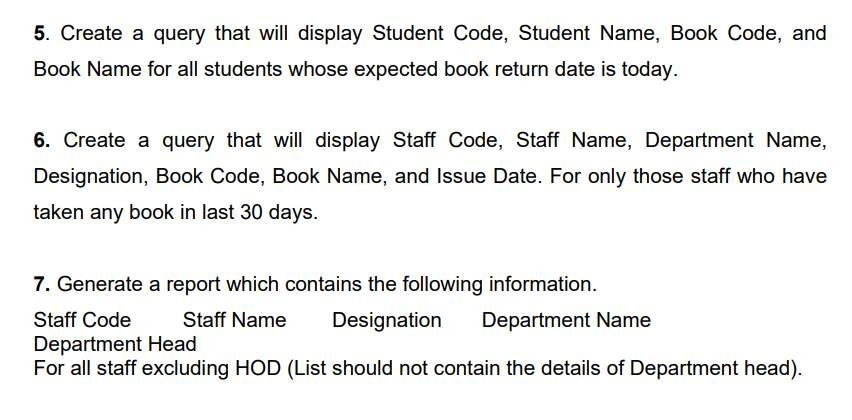 5. Create a query that will display Student Code, Student Name, Book Code, and
Book Name for all students whose expected book return date is today.
6. Create a query that will display Staff Code, Staff Name, Department Name,
Designation, Book Code, Book Name, and Issue Date. For only those staff who have
taken any book in last 30 days.
7. Generate a report which contains the following information.
Staff Code Staff Name Designation Department Name
Department Head
For all staff excluding HOD (List should not contain the details of Department head).